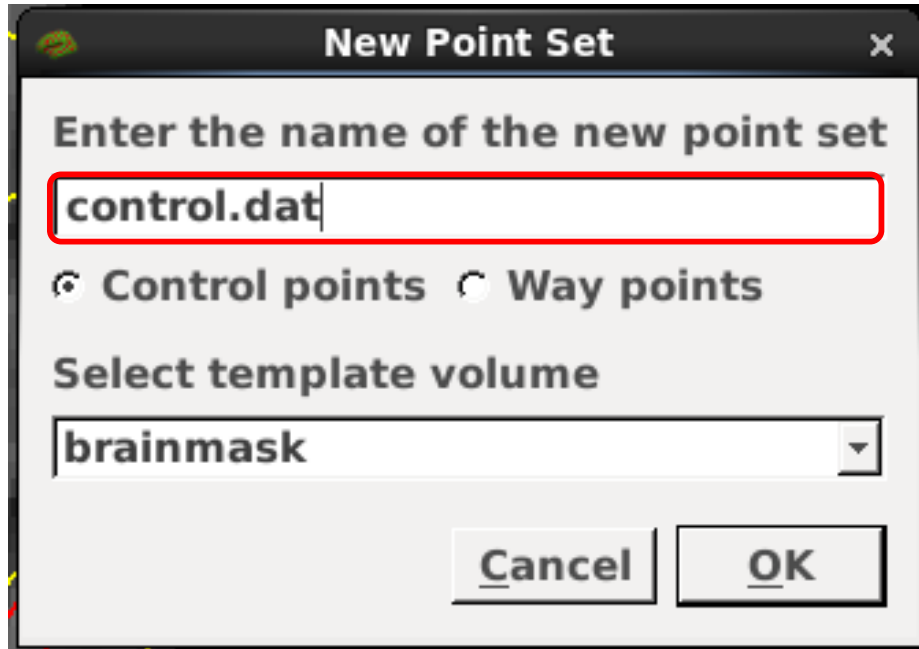 New Point Set
Enter the name of the new point set
control.dat
Control points Way points
Select template volume
brainmask
Cancel OK